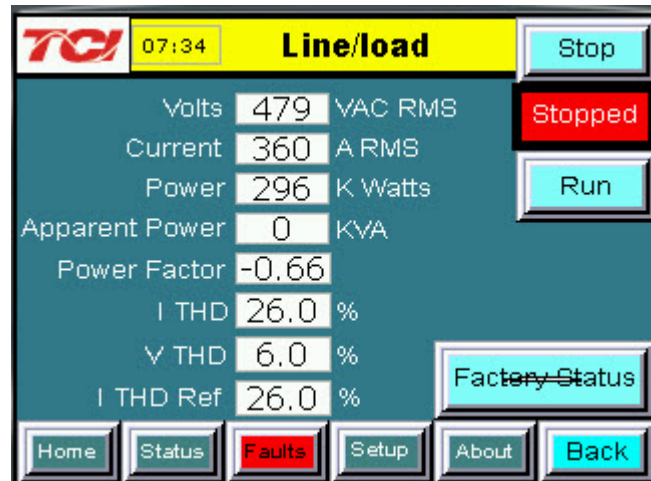 TCI 07:34 Line/load Stop
Volts 479 VAC RMS Stopped
Current 360 A RMS
Power 296 K Watts Run
Apparent Power 0 KVA
Power Factor -0.66
I THD 26.0 %
V THD 6.0 %
Factory Status
I THD Ref 26.0 %
Home Status Faults Setup About Back